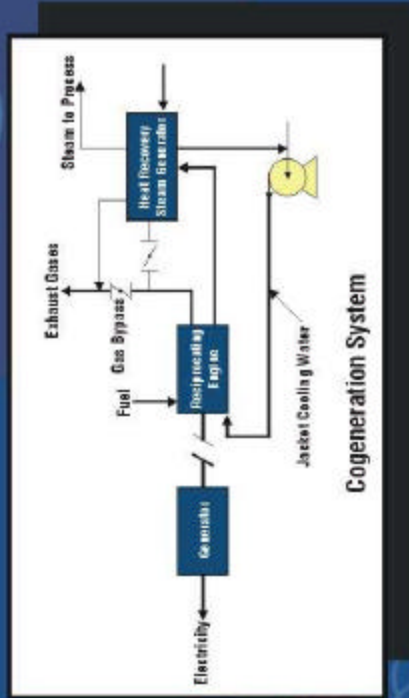 Steam to Process
Exhaust Gases
Gas Bypass
Fuel
Heat Recovery
Steam Generator
Reciprocating
Engine
Generator
Electricity
Jacket Cooling Water
Cogeneration System